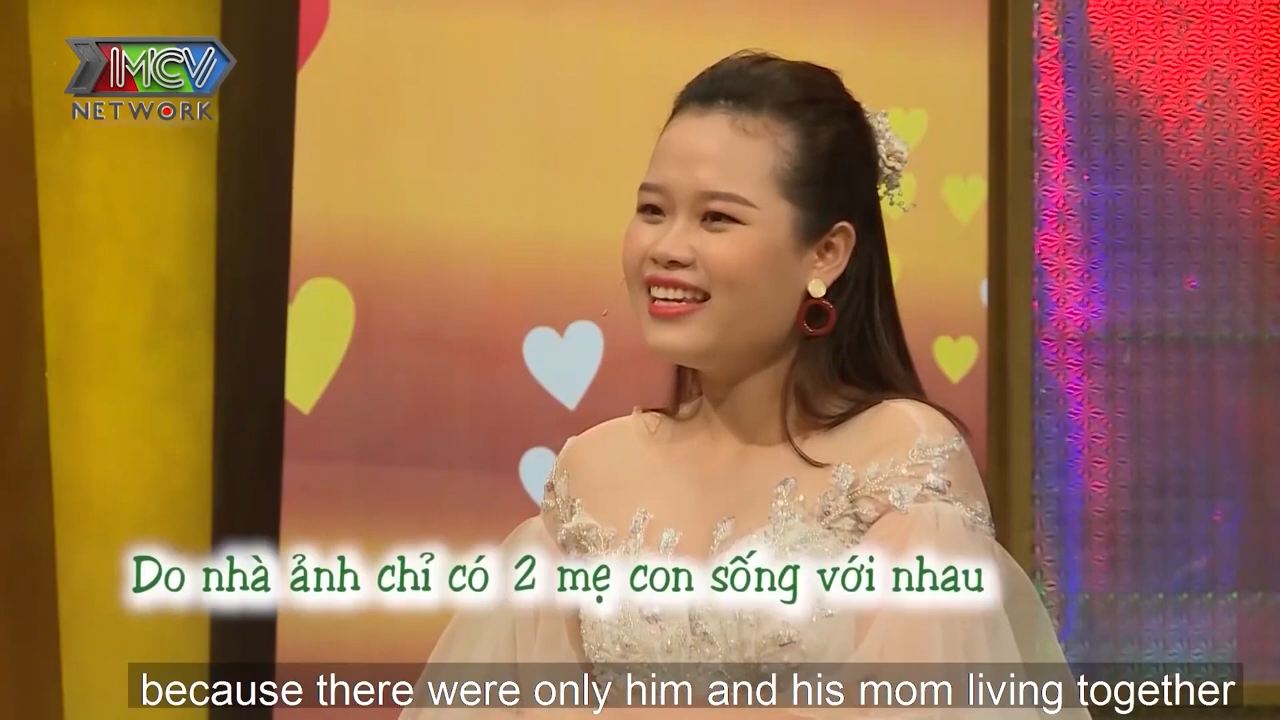 MCV
NETWORK
Do nhà ảnh chỉ có 2 mẹ con sống với nhau
because there were only him and his mom living together